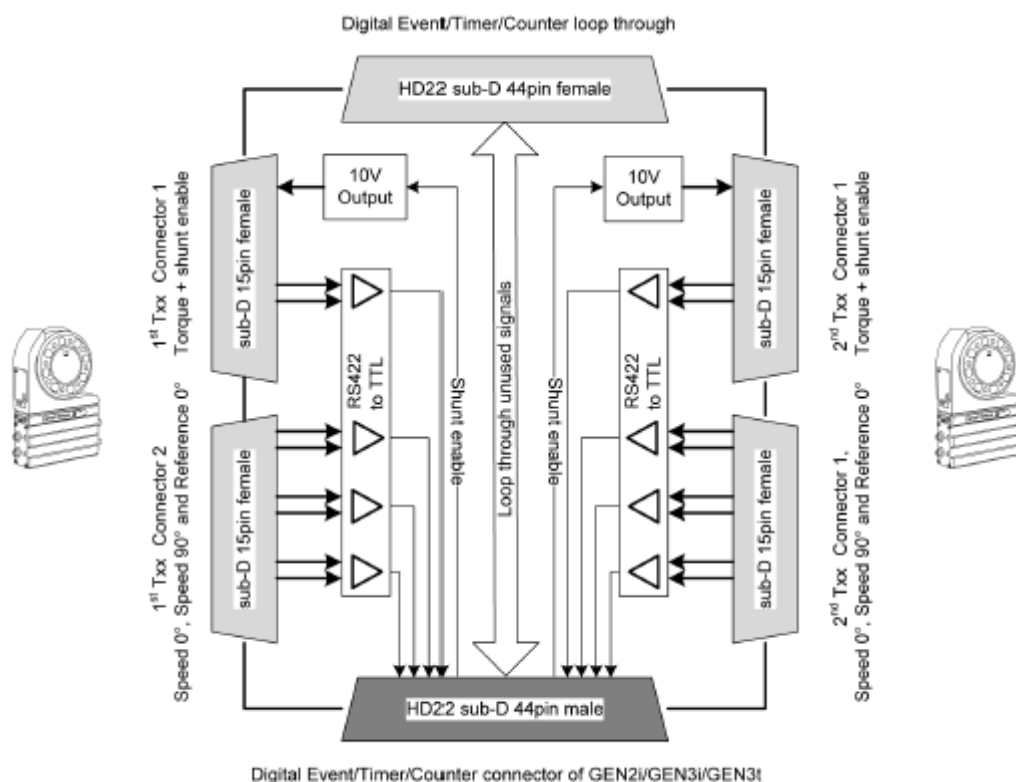 Digital Event/Timer/Counter loop through
HD22 sub-D 44pin female
10V
Output
10V
Output
1st Txx Connector 1
Torque + shunt enable
sub-D 15pin female
RS422
to TTL
Shunt enable
Loop through unused signals
Shunt enable
RS422
to TTL
sub-D 15pin female
2nd Txx Connector 1
Torque + shunt enable
1st Txx Connector 2
Speed 0°, Speed 90° and Reference 0°
sub-D 15pin female
sub-D 15pin female
2nd Txx Connector 1,
Speed 0°, Speed 90° and Reference 0°
HD22 sub-D 44pin male
Digital Event/Timer/Counter connector of GEN2i/GEN3i/GEN3t